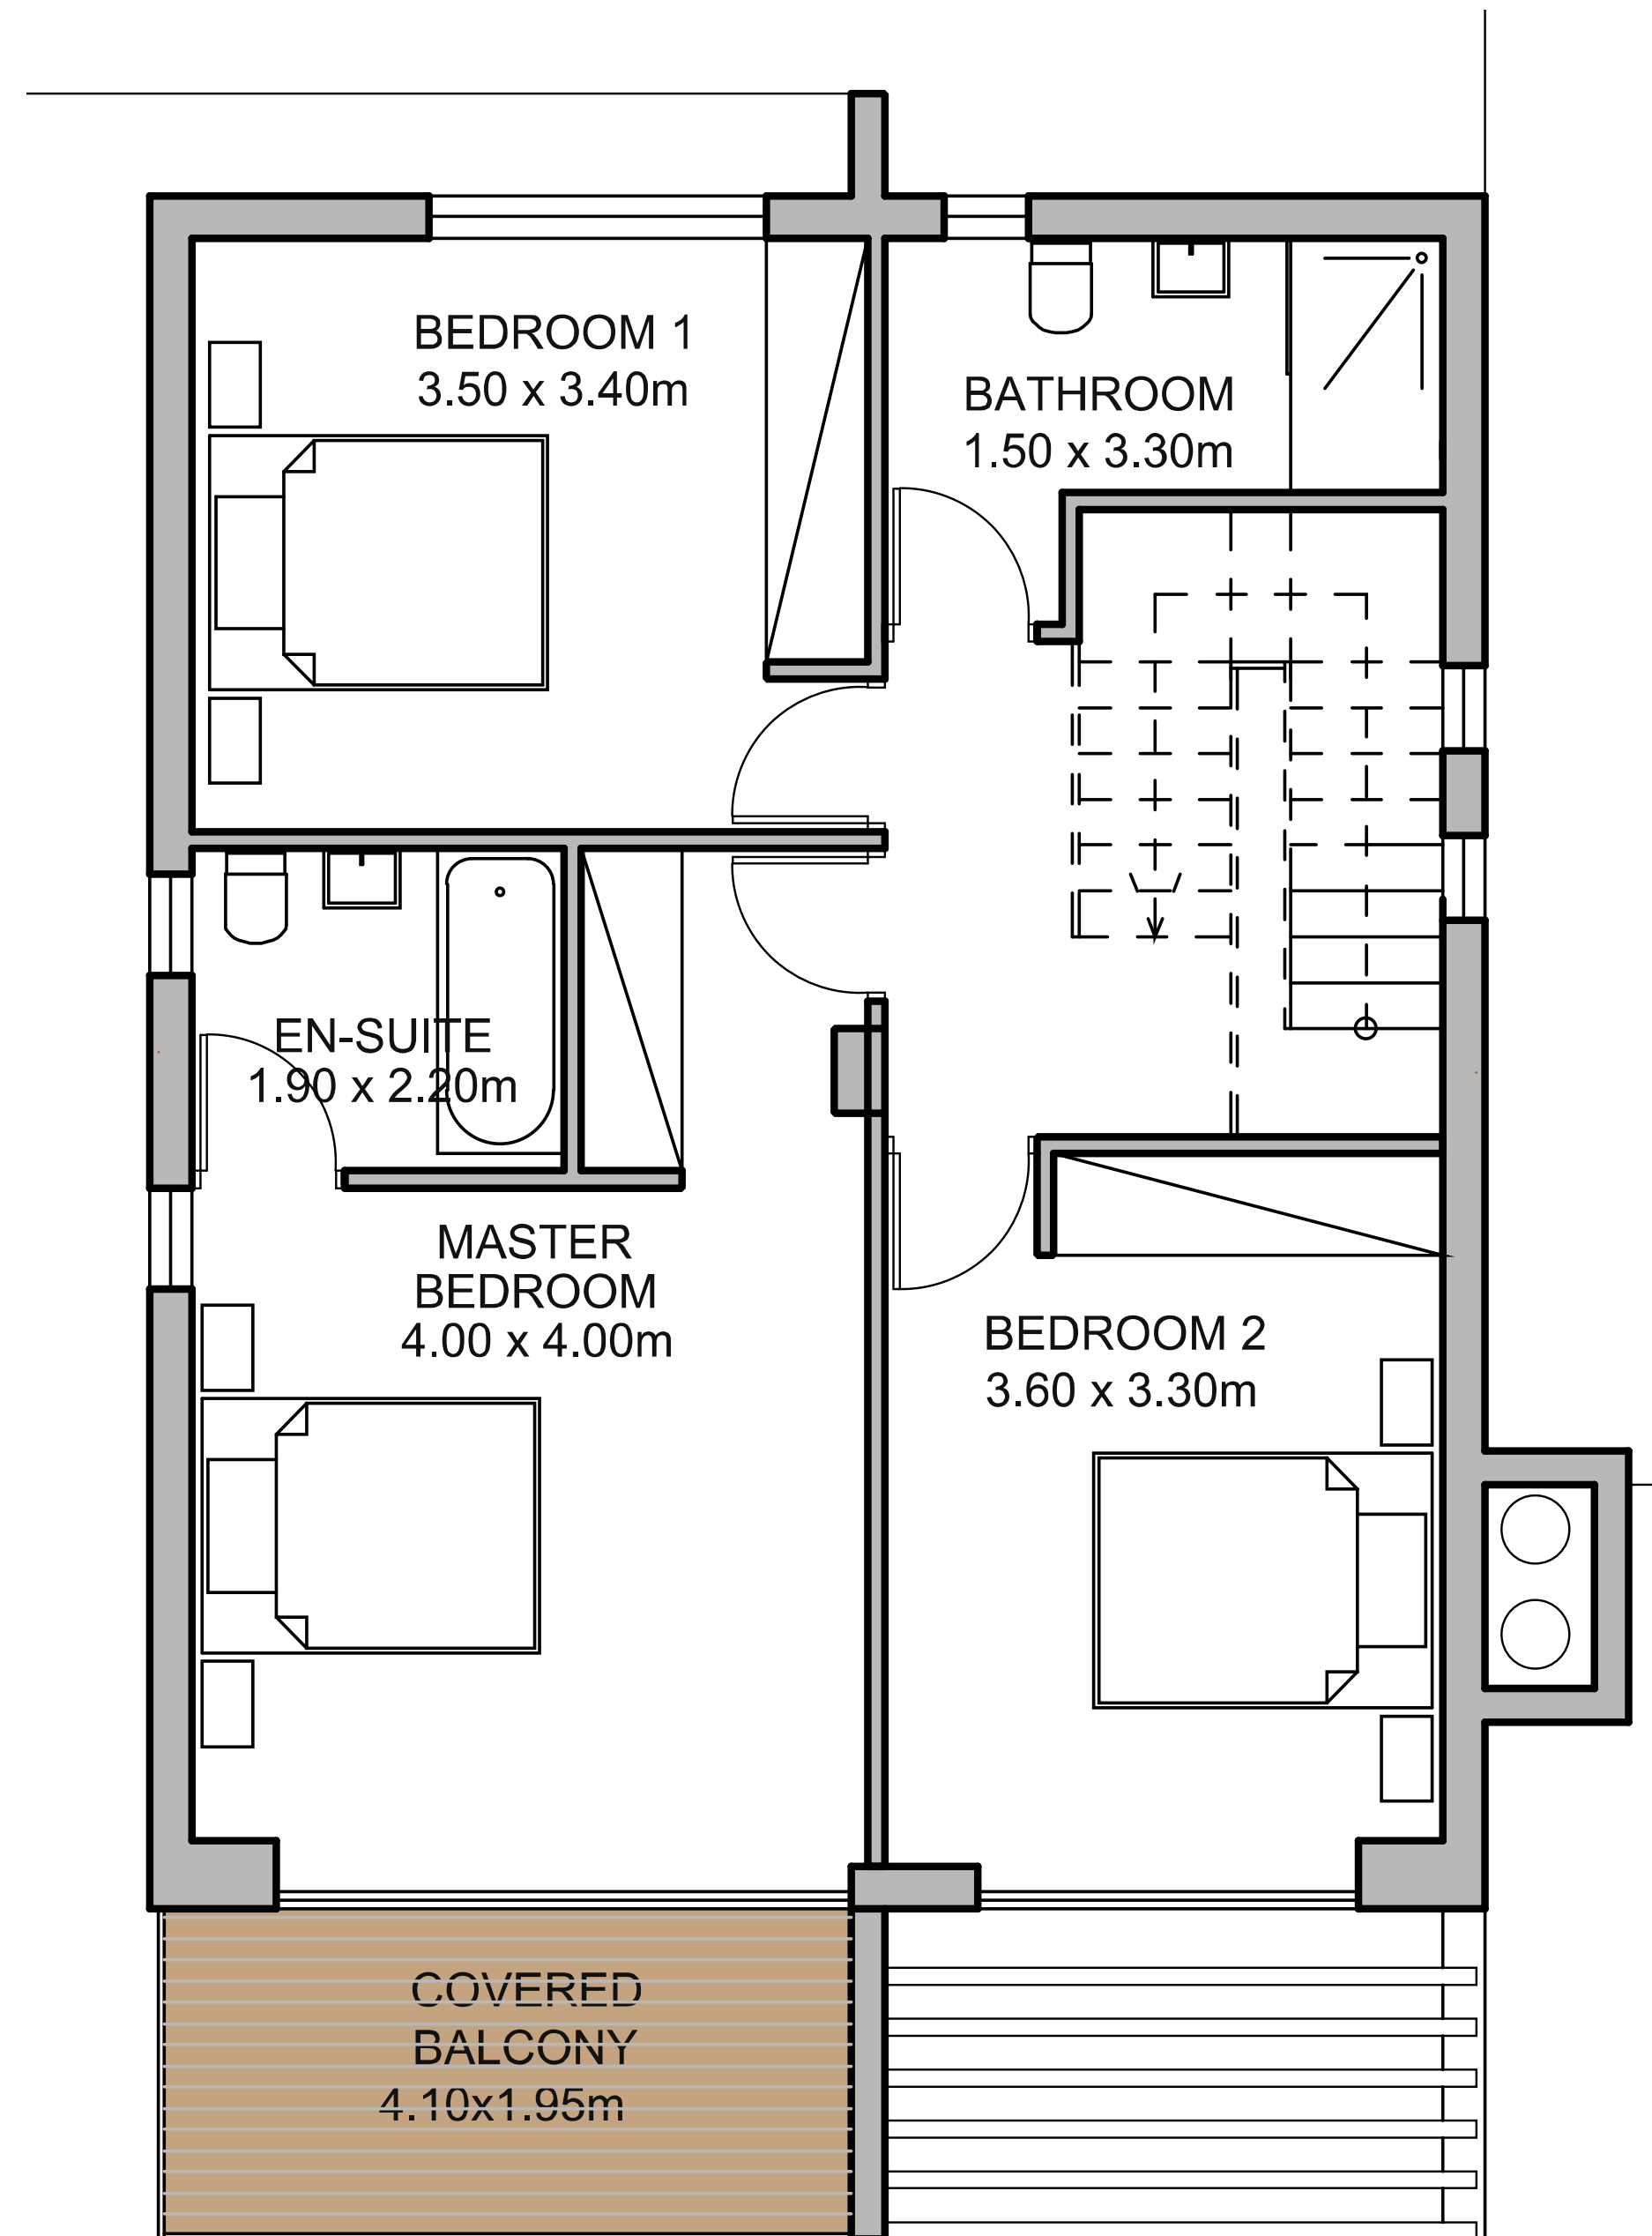 BEDROOM 1
3.50 x 3.40m
BATHROOM
1.50 x 3.30m
EN-SUITE
1.90 x 2.20m
MASTER
BEDROOM
4.00 x 4.00m
BEDROOM 2
3.60 x 3.30m
COVERED
BALCONY
4.10x1.95m